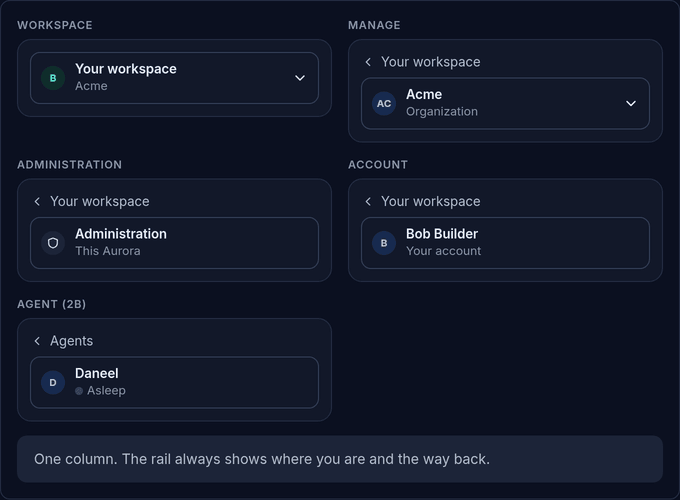 WORKSPACE
B
Your workspace
Acme
MANAGE
Your workspace
AC
Acme
Organization
ADMINISTRATION
Your workspace
Administration
This Aurora
ACCOUNT
Your workspace
B
Bob Builder
Your account
AGENT (2B)
Agents
D
Daneel
Asleep
One column. The rail always shows where you are and the way back.